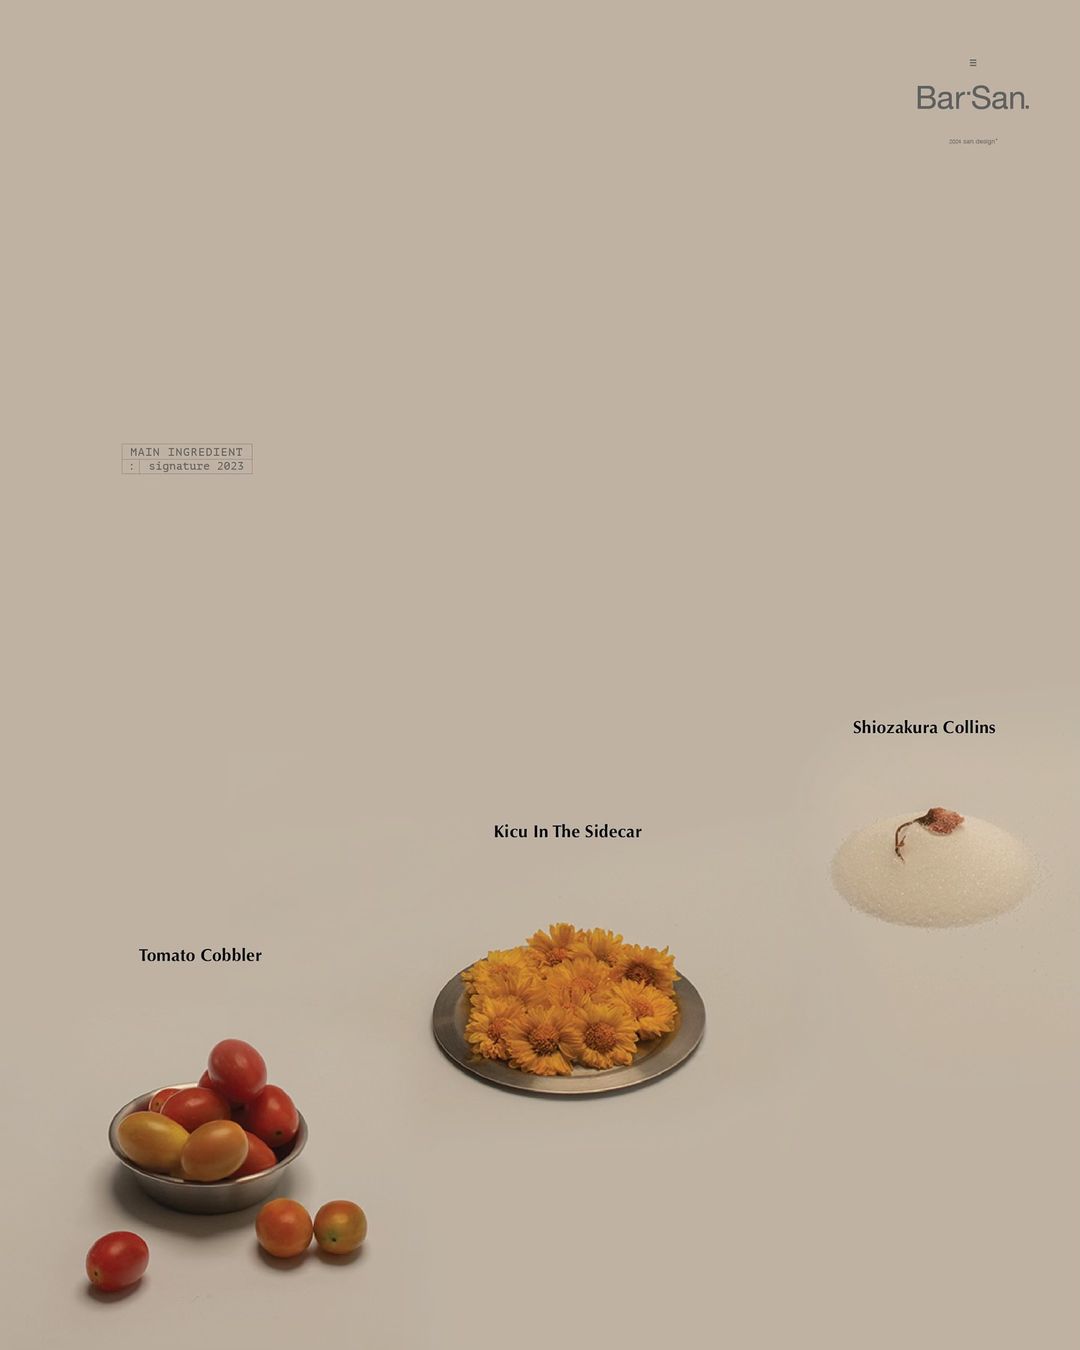 ☰
Bar·San.
2024 san design+
MAIN INGREDIENT
: signature 2023
Shiozakura Collins
Kicu In The Sidecar
Tomato Cobbler